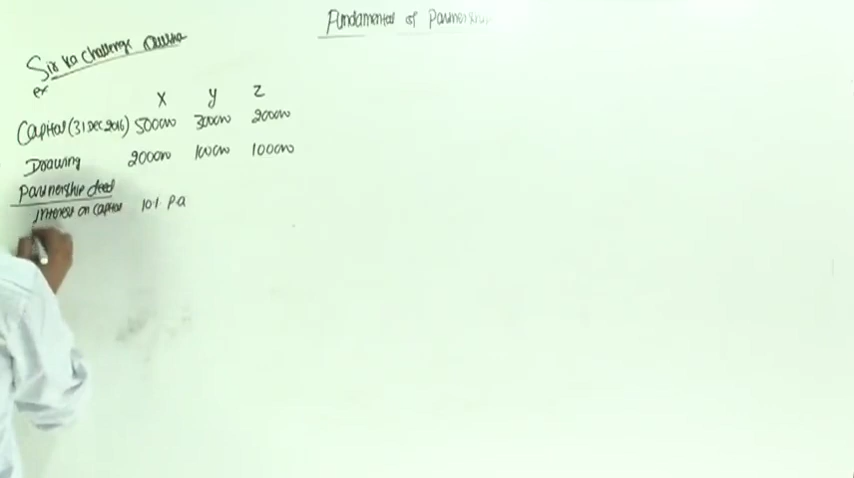 Fundamental of Partnership
Sir ka challenge
ex
X Y Z
Capital (31 Dec 2016) 500000 300000 200000
Drawing 200000 100000 100000
Partnership deed
Interest on capital 10% pa